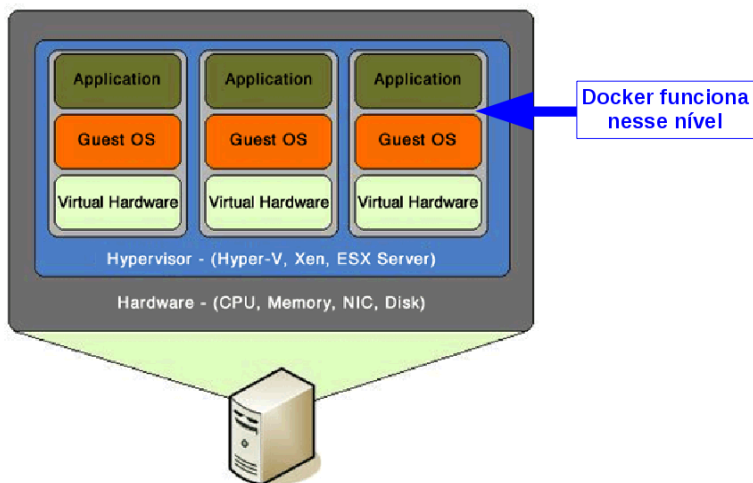 Application
Application
Application
Docker funciona
nesse nível
Guest OS
Guest OS
Guest OS
Virtual Hardware
Virtual Hardware
Virtual Hardware
Hypervisor - (Hyper-V, Xen, ESX Server)
Hardware - (CPU, Memory, NIC, Disk)